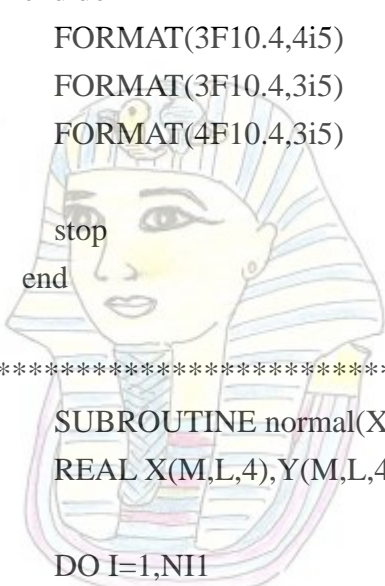 FORMAT(3F10.4,4i5)
FORMAT(3F10.4,3i5)
FORMAT(4F10.4,3i5)
stop
end
****************************
SUBROUTINE normal(X
REAL X(M,L,4),Y(M,L,4
DO I=1,NI1